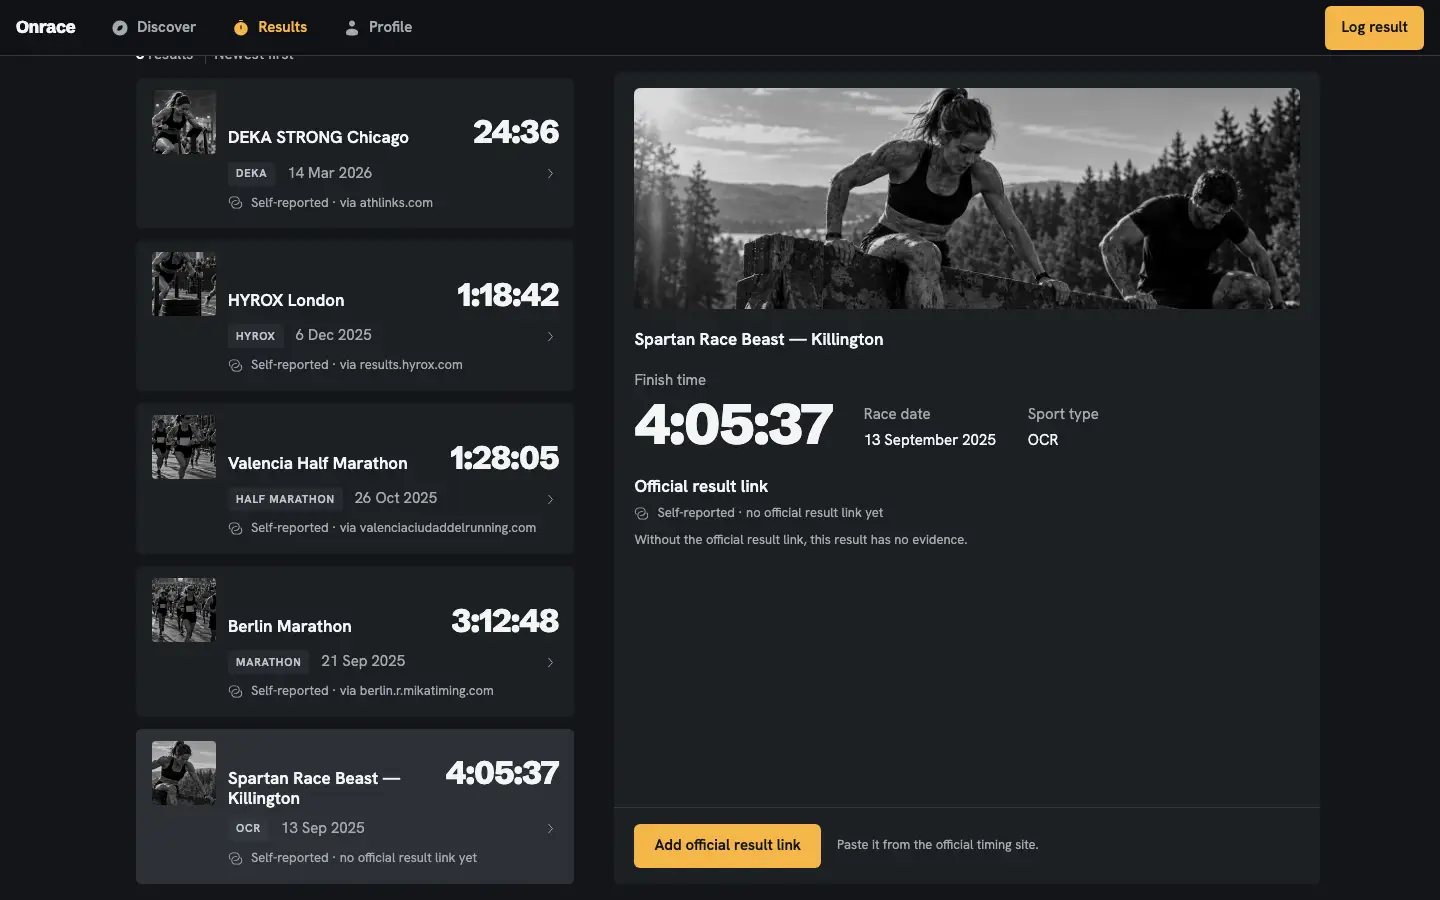 Onrace
Discover
Results
Profile
Log result
results
Newest first
DEKA STRONG Chicago
24:36
DEKA
14 Mar 2026
Self-reported · via athlinks.com
HYROX London
1:18:42
HYROX
6 Dec 2025
Self-reported · via results.hyrox.com
Valencia Half Marathon
1:28:05
HALF MARATHON
26 Oct 2025
Self-reported · via valenciaciudaddelrunning.com
Berlin Marathon
3:12:48
MARATHON
21 Sep 2025
Self-reported · via berlin.r.mikatiming.com
Spartan Race Beast —
Killington
4:05:37
OCR
13 Sep 2025
Self-reported · no official result link yet
Spartan Race Beast — Killington
Finish time
4:05:37
Race date
13 September 2025
Sport type
OCR
Official result link
Self-reported · no official result link yet
Without the official result link, this result has no evidence.
Add official result link
Paste it from the official timing site.